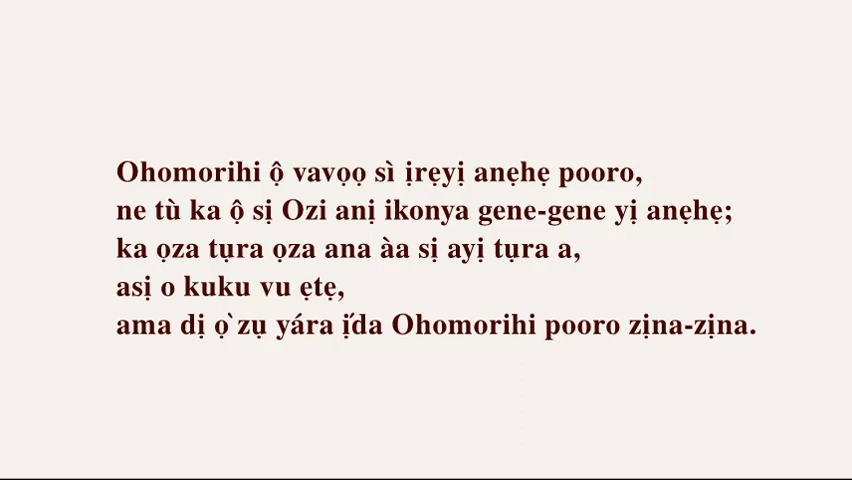 Ohomorihi ộ vavọọ sì ịrẹyị anẹhẹ pooro,
ne tù ka ộ sị Ozi anị ikonya gene-gene yị anẹhẹ;
ka ọza tụra ọza ana àa sị ayị tụra a,
asị o kuku vu ẹtẹ,
ama dị ọ̀ zụ yára ị́da Ohomorihi pooro zịna-zịna.